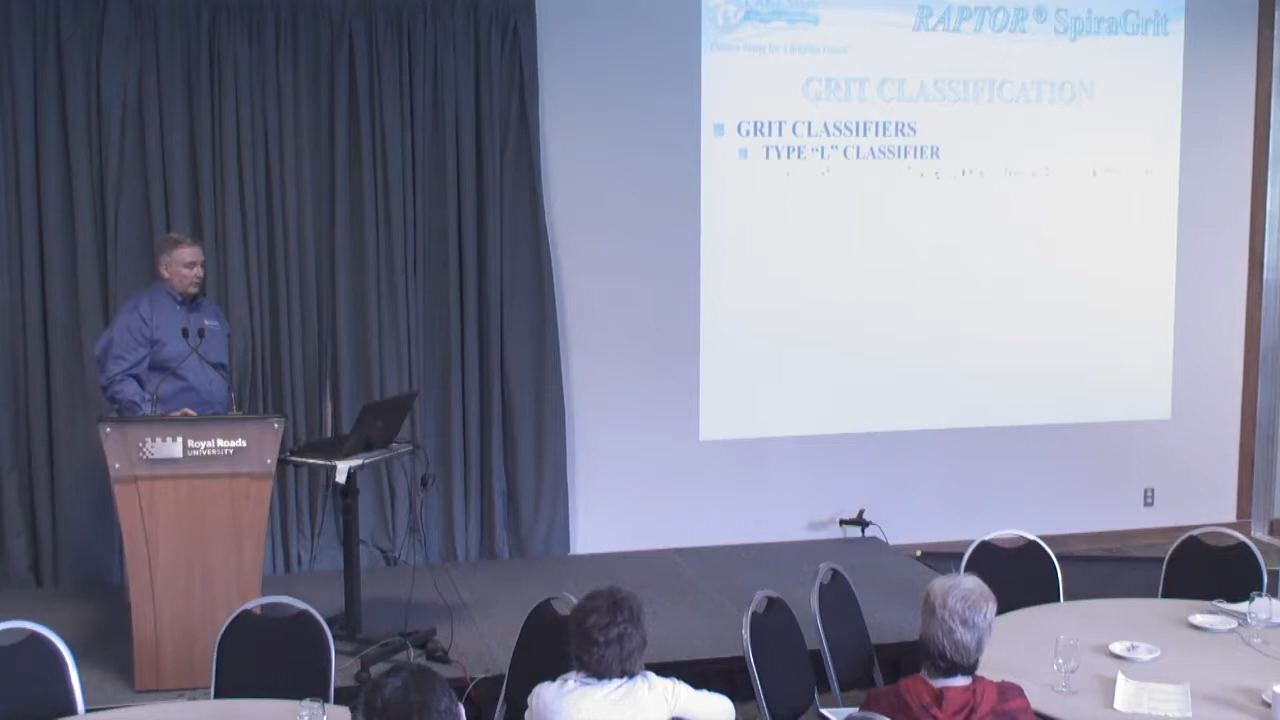 RAPTOR® SpiraGrit
GRIT CLASSIFICATION
GRIT CLASSIFIERS
TYPE “L” CLASSIFIER
Royal Roads
UNIVERSITY